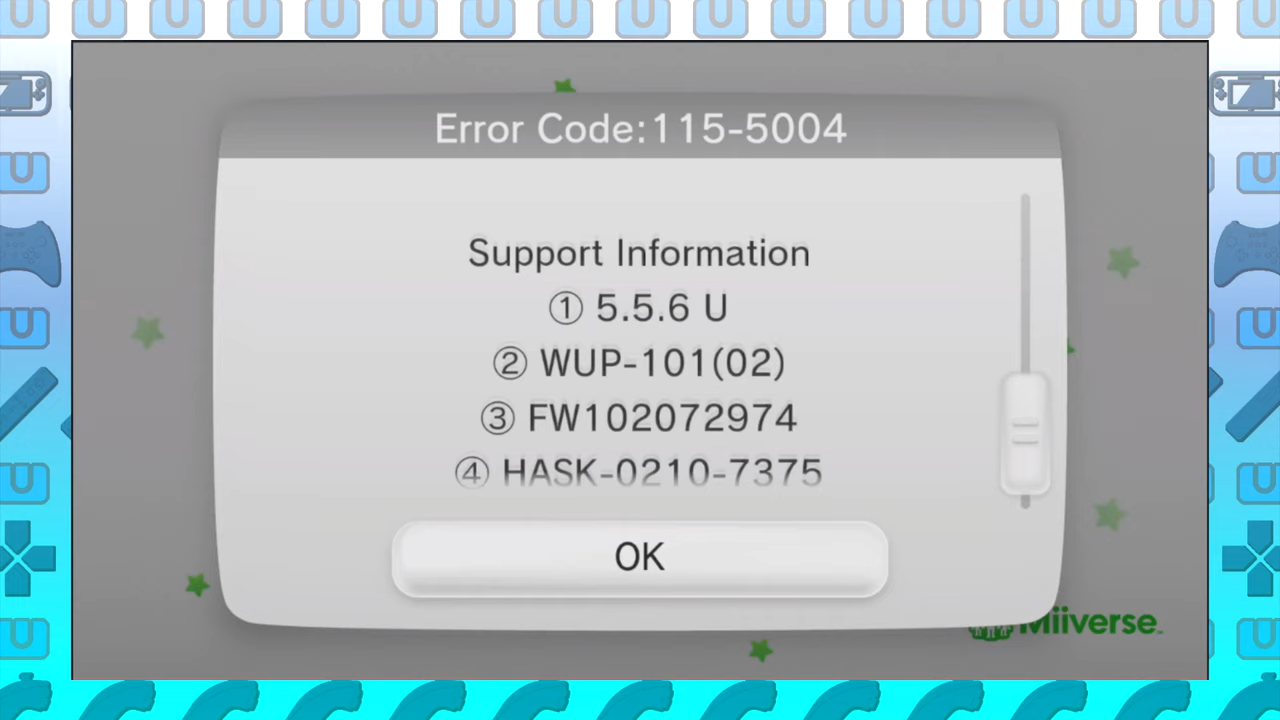 Error Code:115-5004
Support Information
① 5.5.6 U
② WUP-101(02)
③ FW102072974
④ HASK-0210-7375
OK
Miiverse™